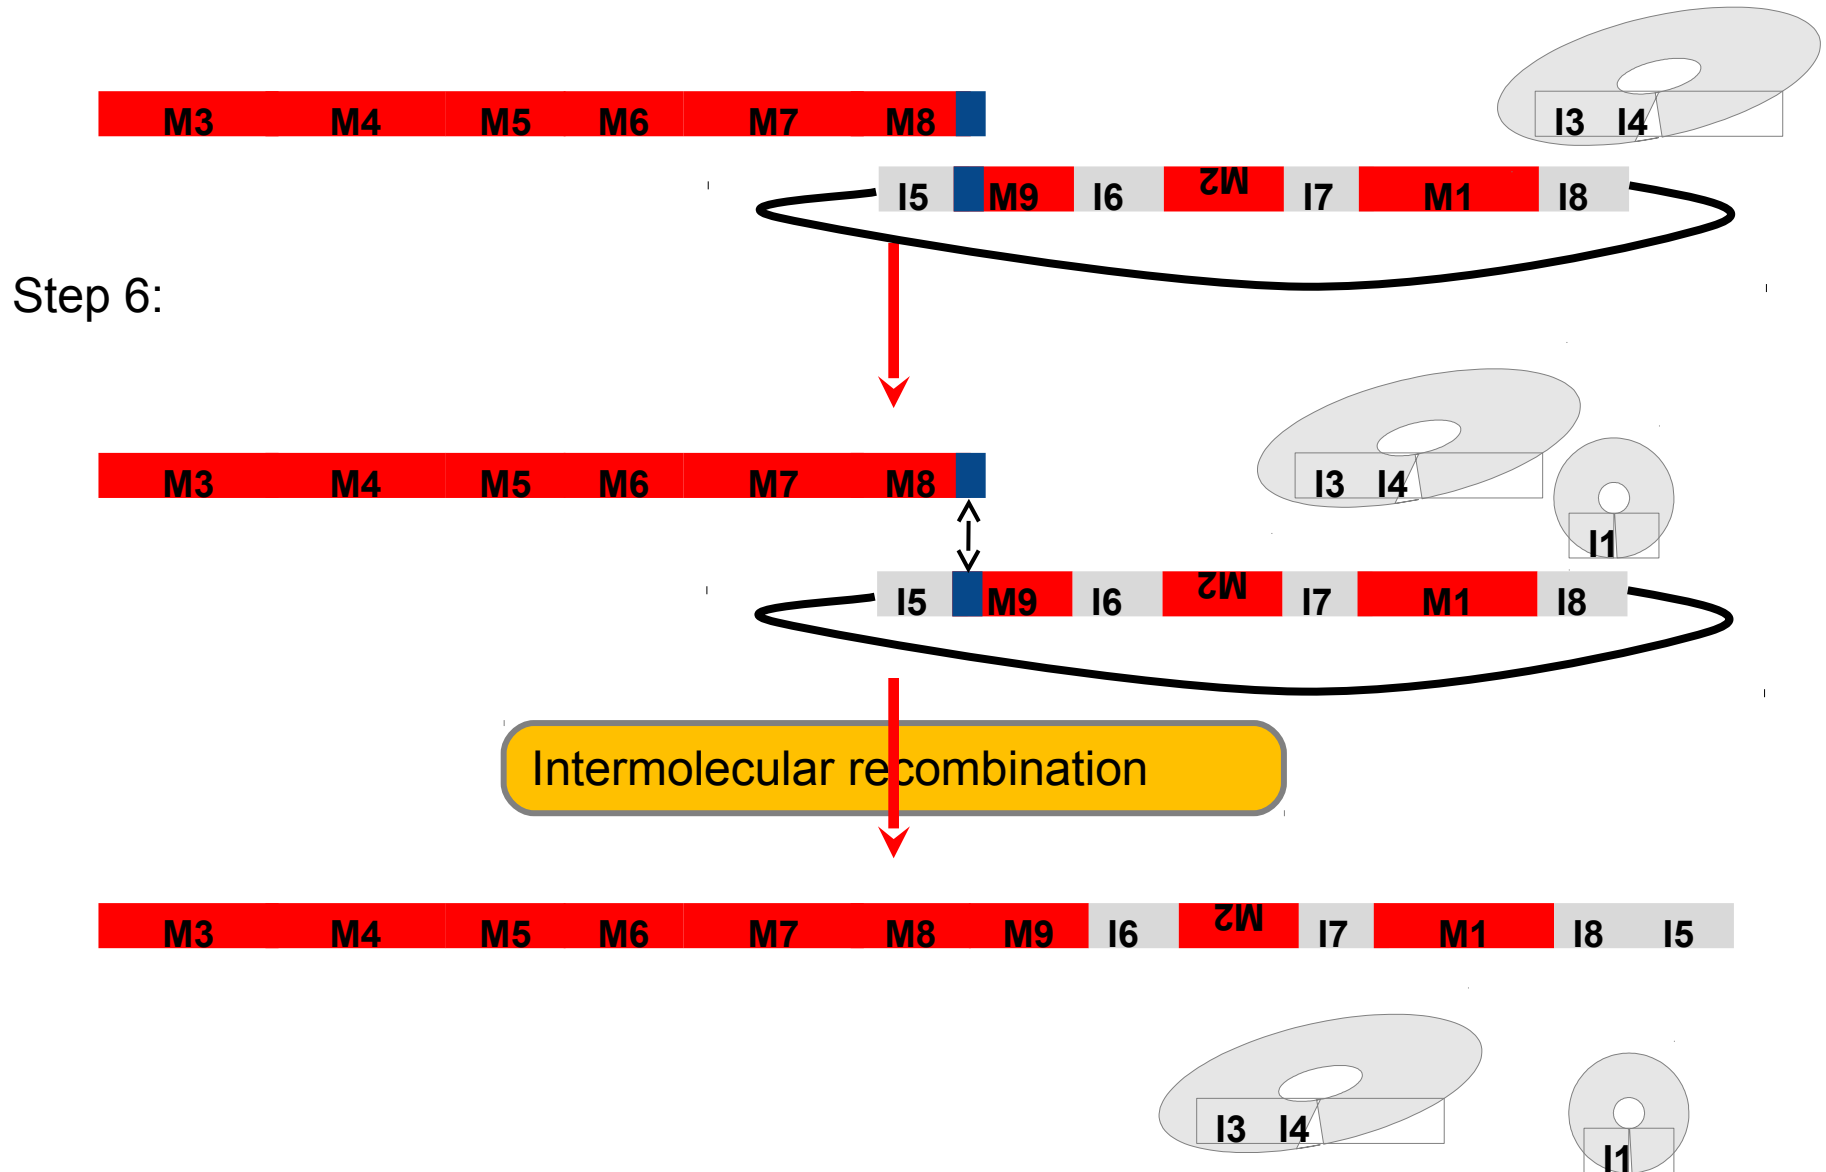 I3 I4
M3 M4 M5 M6 M7 M8
I5 M9 I6 M2 I7 M1 I8
Step 6:
M3 M4 M5 M6 M7 M8
I3 I4
I1
I5 M9 I6 M2 I7 M1 I8
Intermolecular recombination
M3 M4 M5 M6 M7 M8 M9 I6 M2 I7 M1 I8 I5
I3 I4
I1